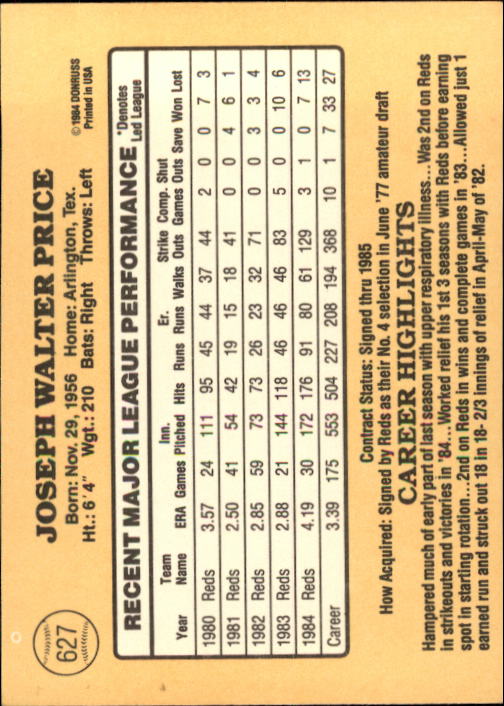 627
JOSEPH WALTER PRICE
© 1984 DONRUSS
Printed in USA
Born: Nov. 29, 1956 Home: Arlington, Tex.
Ht.: 6'4" Wgt.: 210 Bats: Right Throws: Left
RECENT MAJOR LEAGUE PERFORMANCE *Denotes Led League
Year Team Name ERA Games Inn. Pitched Hits Runs Er. Runs Walks Strike Outs Comp. Games Shut Outs Save Won Lost
1980 Reds 3.57 24 111 95 45 44 37 44 2 0 0 7 3
1981 Reds 2.50 41 54 42 19 15 18 41 0 0 4 6 1
1982 Reds 2.85 59 73 73 26 23 32 71 0 0 3 3 4
1983 Reds 2.88 21 144 118 46 46 46 83 5 0 0 10 6
1984 Reds 4.19 30 172 176 91 80 61 129 3 1 0 7 13
Career 3.39 175 553 504 227 208 194 368 10 1 7 33 27
Contract Status: Signed thru 1985
How Acquired: Signed by Reds as their No. 4 selection in June '77 amateur draft
CAREER HIGHLIGHTS
Hampered much of early part of last season with upper respiratory illness...Was 2nd on Reds
in strikeouts and victories in '84...Worked relief his 1st 3 seasons with Reds before earning
spot in starting rotation...2nd on Reds in wins and complete games in '83...Allowed just 1
earned run and struck out 18 in 18- 2/3 innings of relief in April-May of '82.